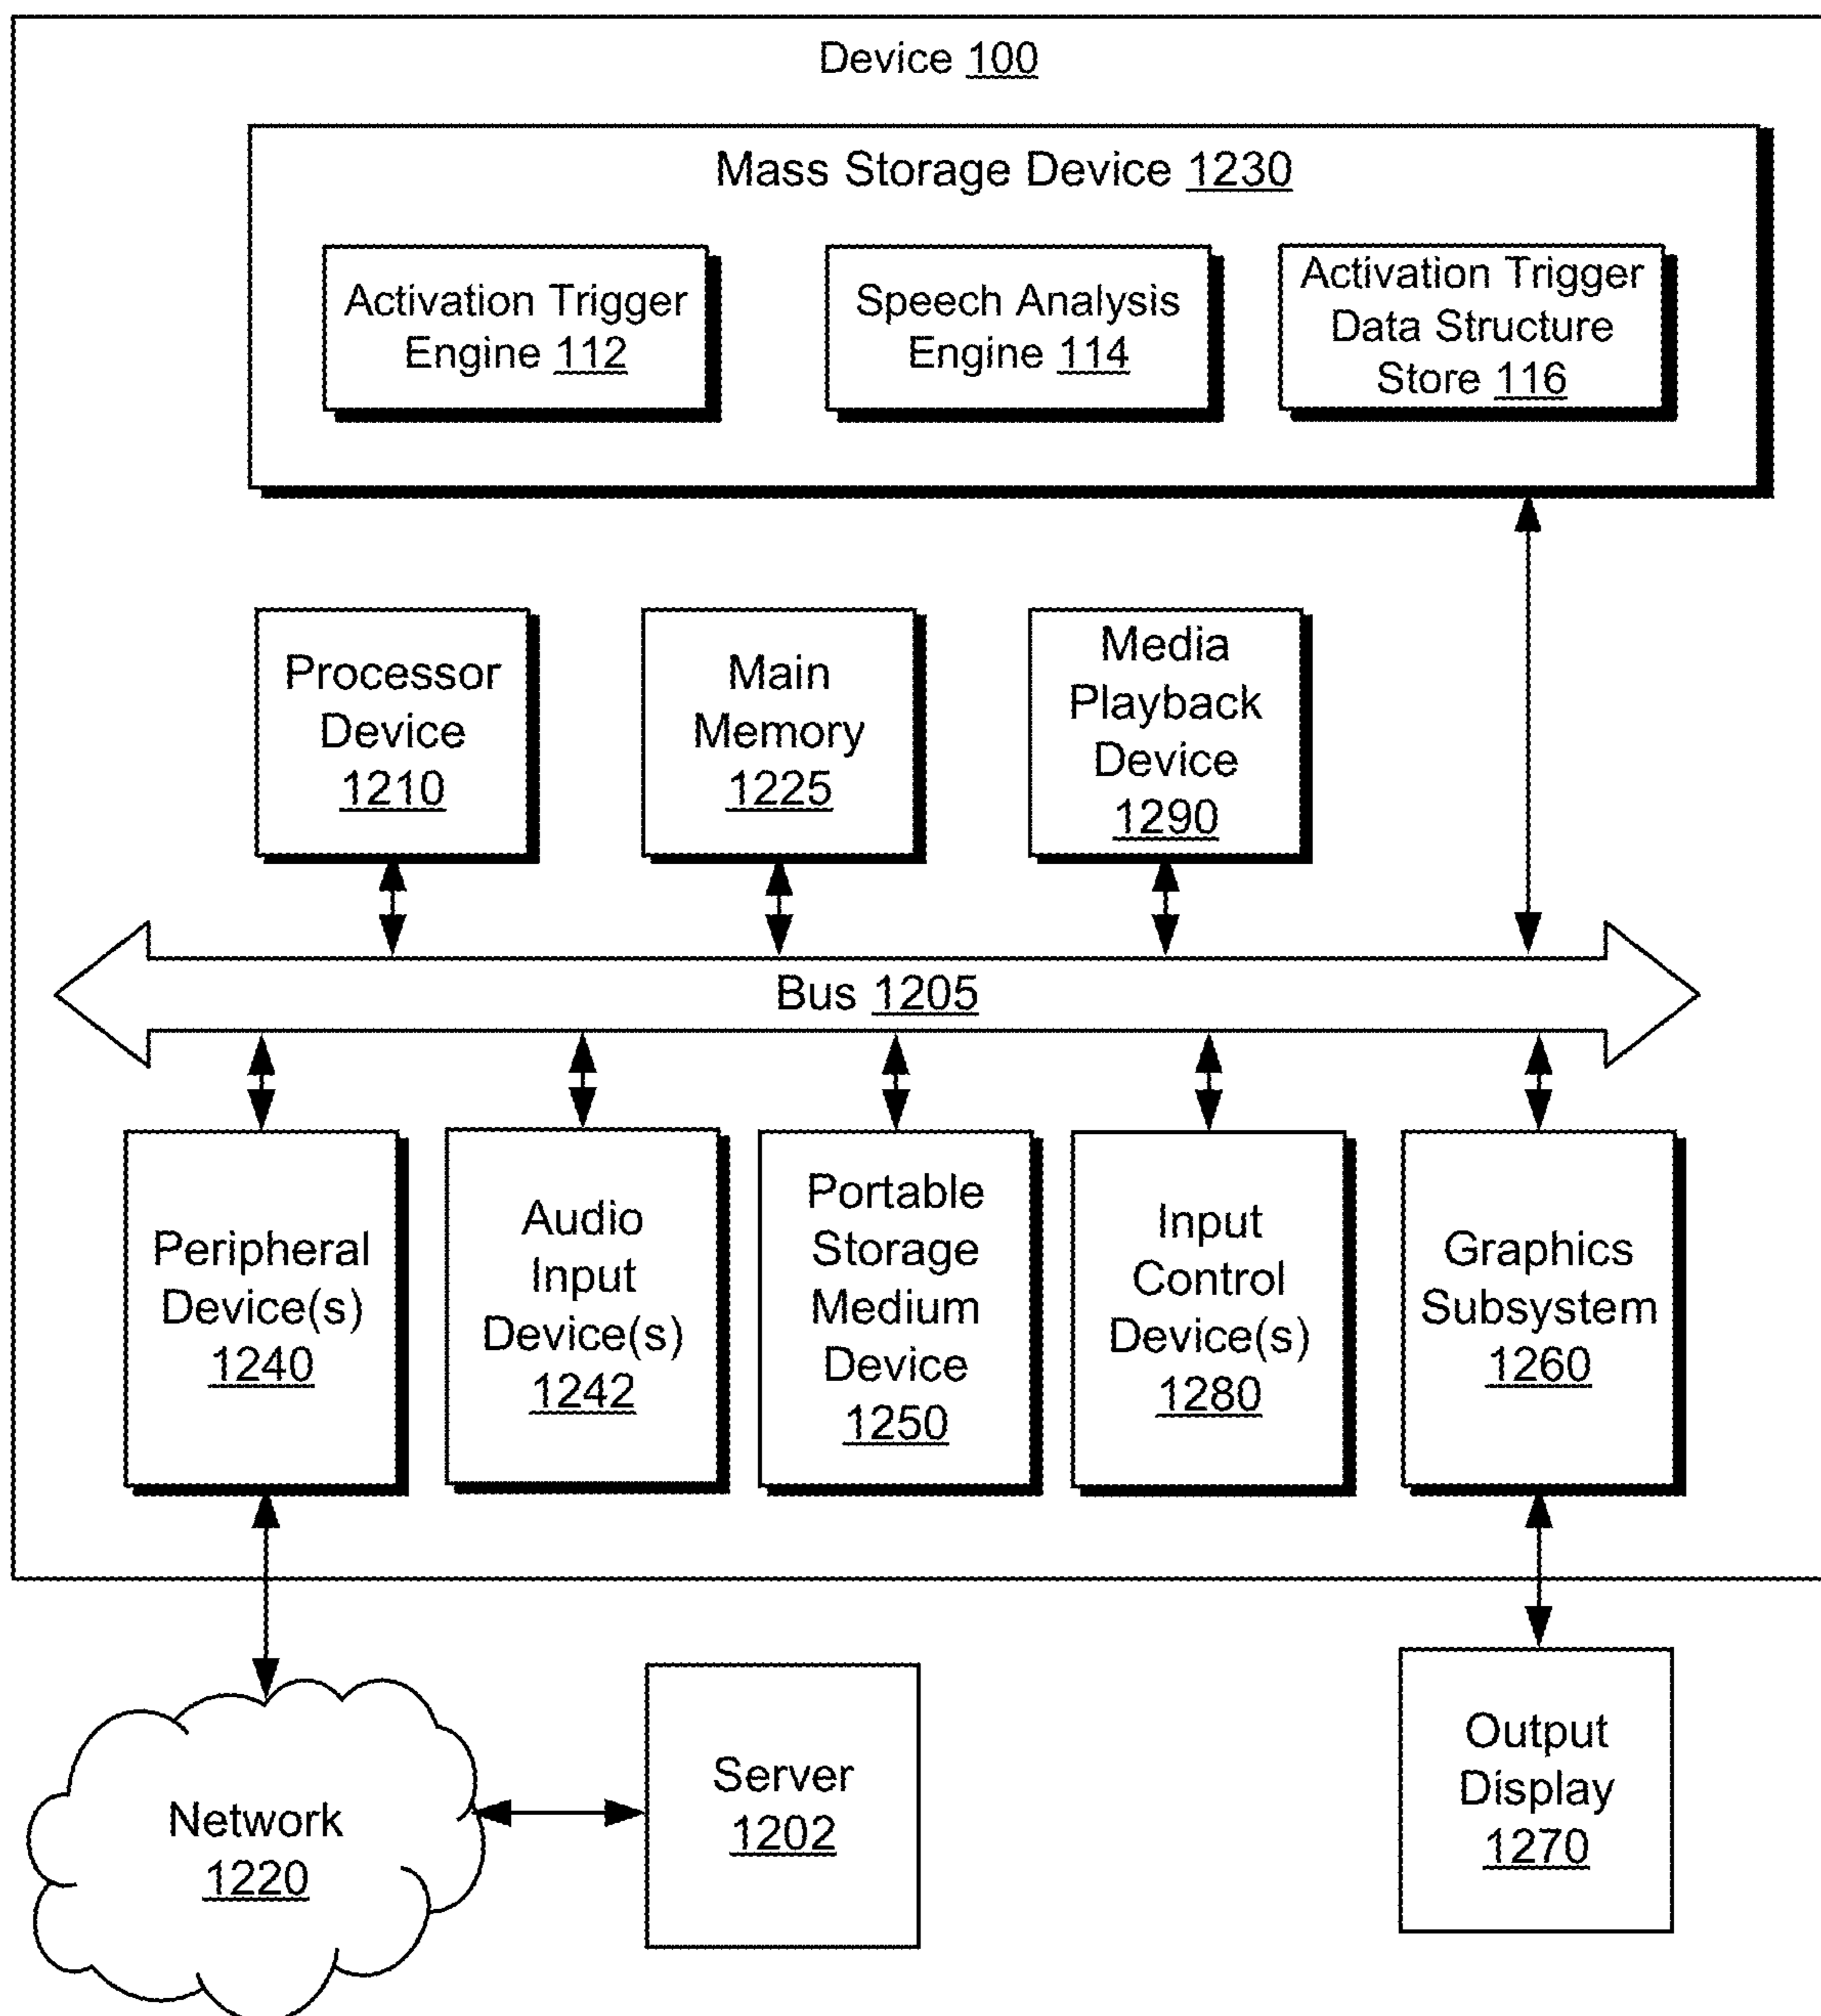 Device 100
Mass Storage Device 1230
Activation Trigger
Engine 112
Speech Analysis
Engine 114
Activation Trigger
Data Structure
Store 116
Processor
Device
1210
Main
Memory
1225
Media
Playback
Device
1290
Bus 1205
Peripheral
Device(s)
1240
Audio
Input
Device(s)
1242
Portable
Storage
Medium
Device
1250
Input
Control
Device(s)
1280
Graphics
Subsystem
1260
Network
1220
Server
1202
Output
Display
1270